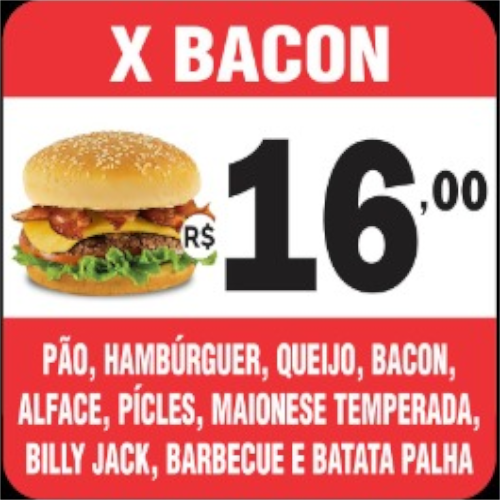 X BACON
R$ 16,00
PÃO, HAMBÚRGUER, QUEIJO, BACON,
ALFACE, PÍCLES, MAIONESE TEMPERADA,
BILLY JACK, BARBECUE E BATATA PALHA